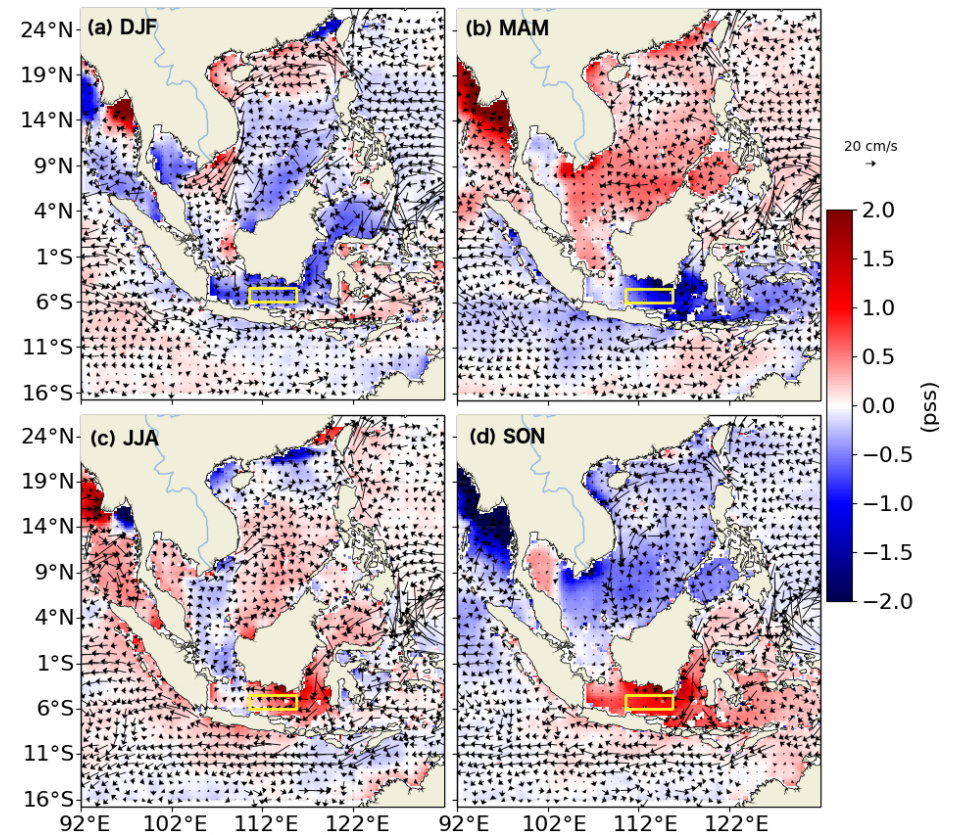 (a) DJF
(b) MAM
24°N
19°N
14°N
9°N
4°N
1°S
6°S
11°S
16°S
20 cm/s
2.0
1.5
1.0
0.5
0.0
−0.5
−1.0
−1.5
−2.0
(pss)
(c) JJA
(d) SON
24°N
19°N
14°N
9°N
4°N
1°S
6°S
11°S
16°S
92°E 102°E 112°E 122°E
92°E 102°E 112°E 122°E